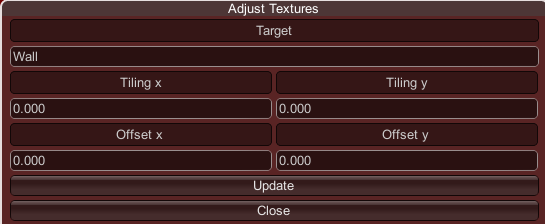 Adjust Textures
Target
Wall
Tiling x Tiling y
0.000 0.000
Offset x Offset y
0.000 0.000
Update
Close